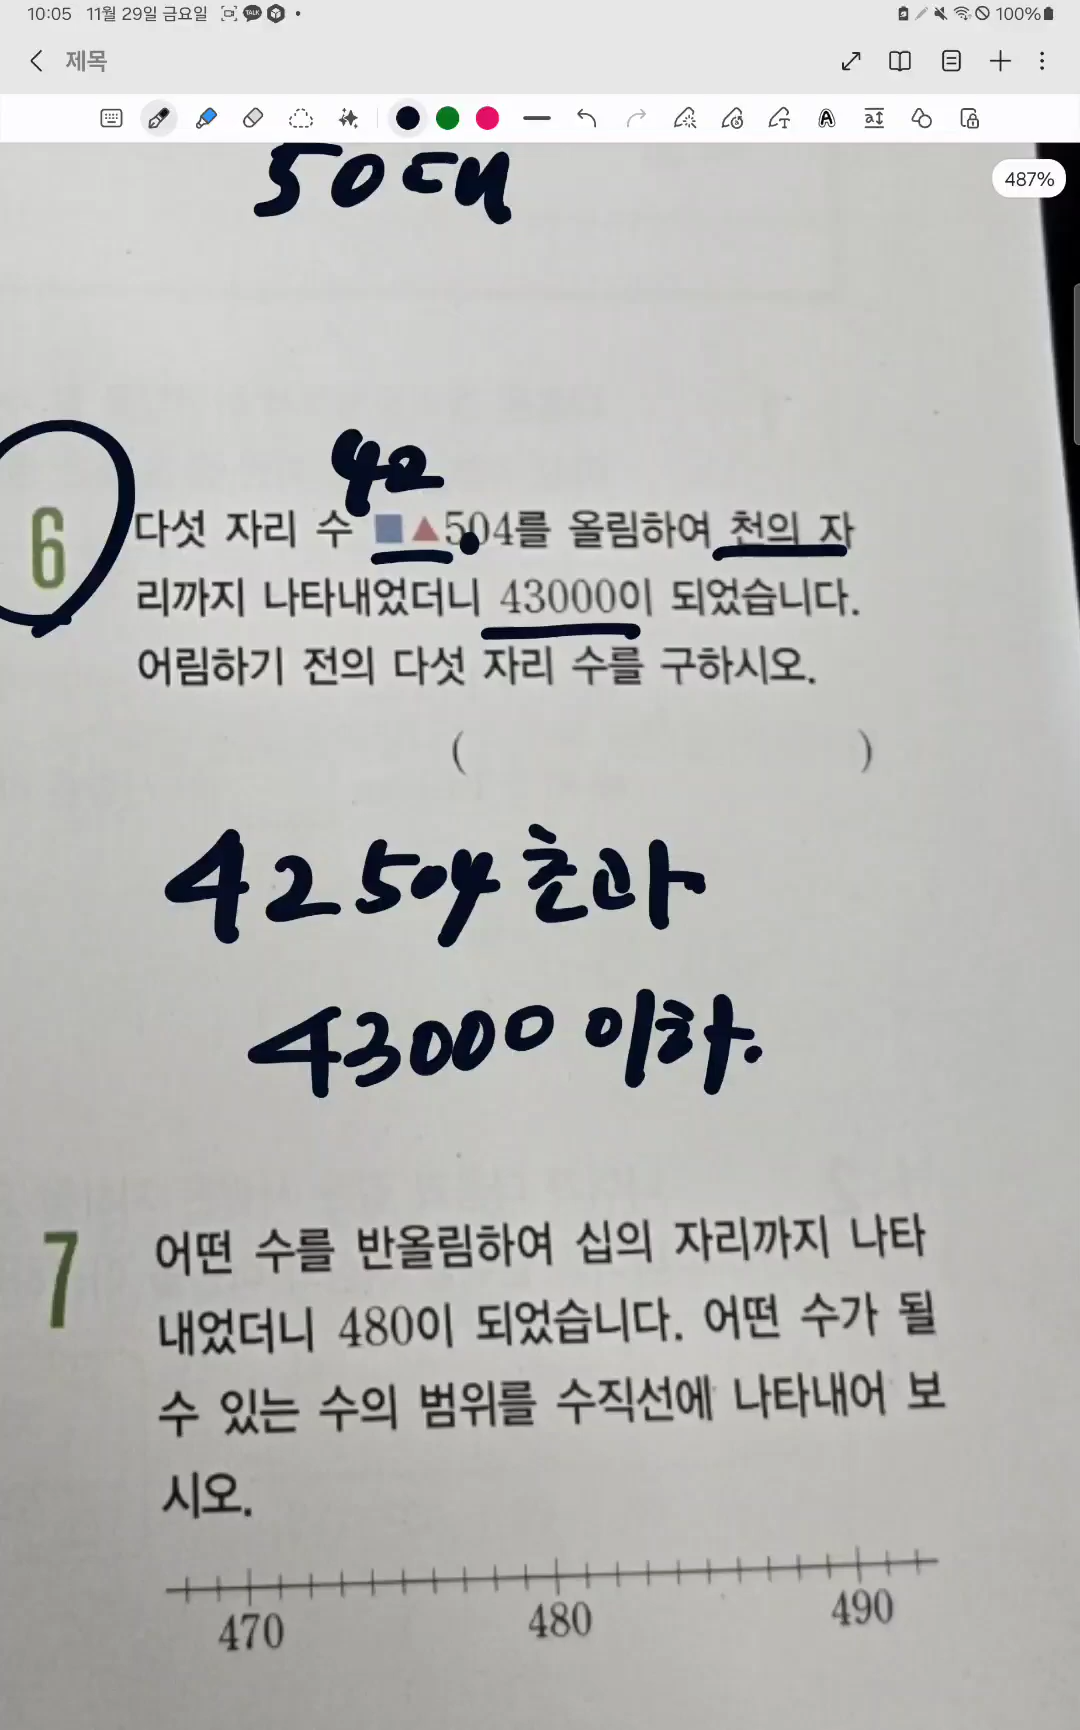 10:05 11월 29일 금요일 TALK 100%
제목
487%
50대
42
6 다섯 자리 수 ■▲504를 올림하여 천의 자
리까지 나타내었더니 43000이 되었습니다.
어림하기 전의 다섯 자리 수를 구하시오.
( )
42504 초과
43000 이하.
7 어떤 수를 반올림하여 십의 자리까지 나타
내었더니 480이 되었습니다. 어떤 수가 될
수 있는 수의 범위를 수직선에 나타내어 보
시오.
470 480 490